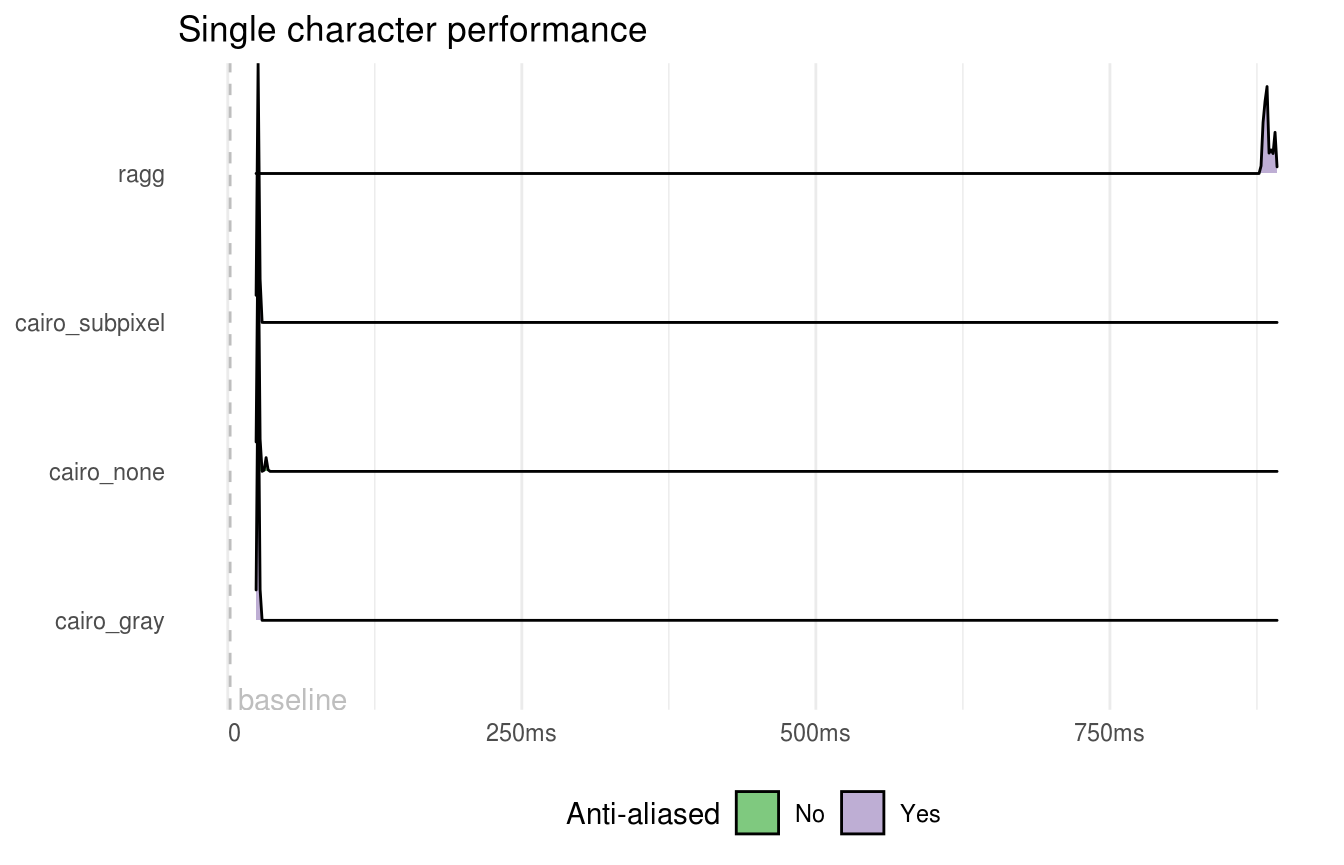 Single character performance
ragg
cairo_subpixel
cairo_none
cairo_gray
baseline
0 250ms 500ms 750ms
Anti-aliased No Yes